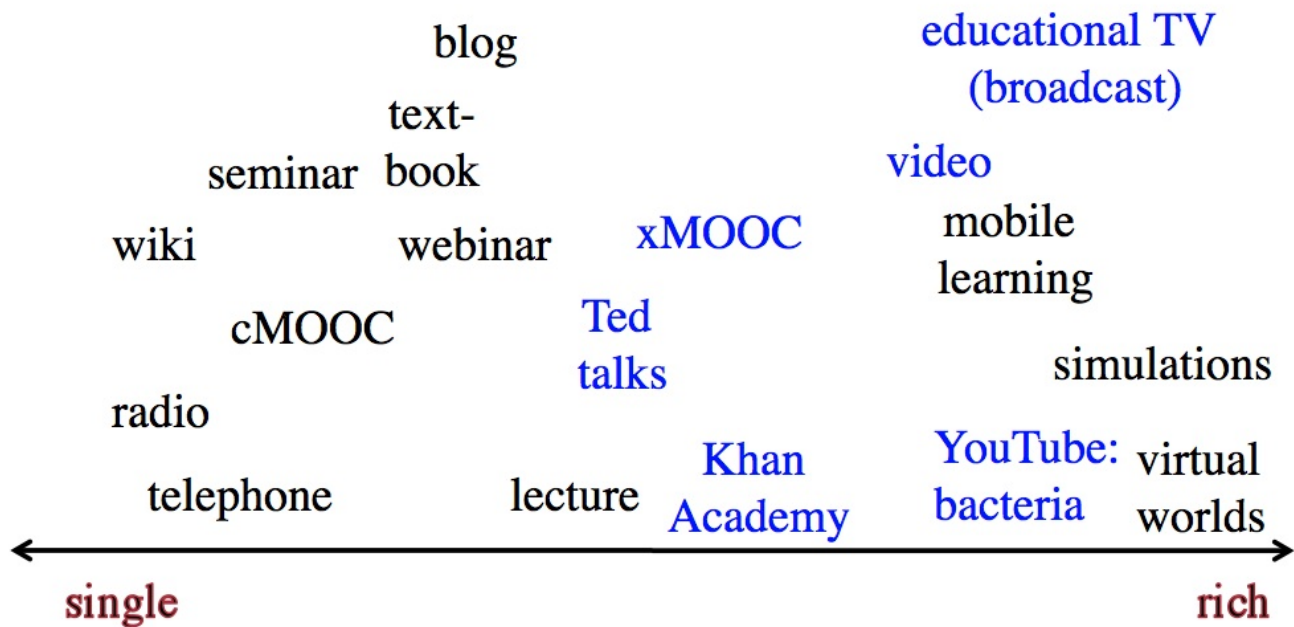 blog
educational TV
(broadcast)
text-
book
seminar
video
wiki
webinar
xMOOC
mobile
learning
cMOOC
Ted
talks
simulations
radio
telephone
lecture
Khan
Academy
YouTube:
bacteria
virtual
worlds
single
rich